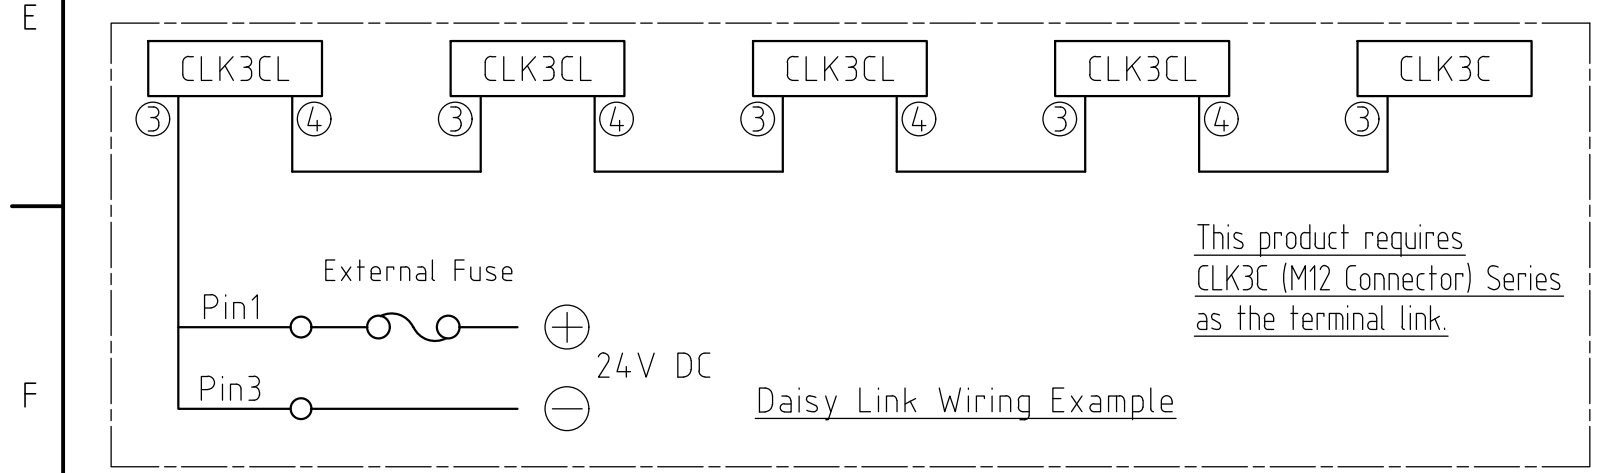 E
CLK3CL CLK3CL CLK3CL CLK3CL CLK3C
③ ④ ③ ④ ③ ④ ③ ④ ③
This product requires
CLK3C (M12 Connector) Series
as the terminal link.
External Fuse
Pin1
+
24V DC
Pin3
−
Daisy Link Wiring Example
F